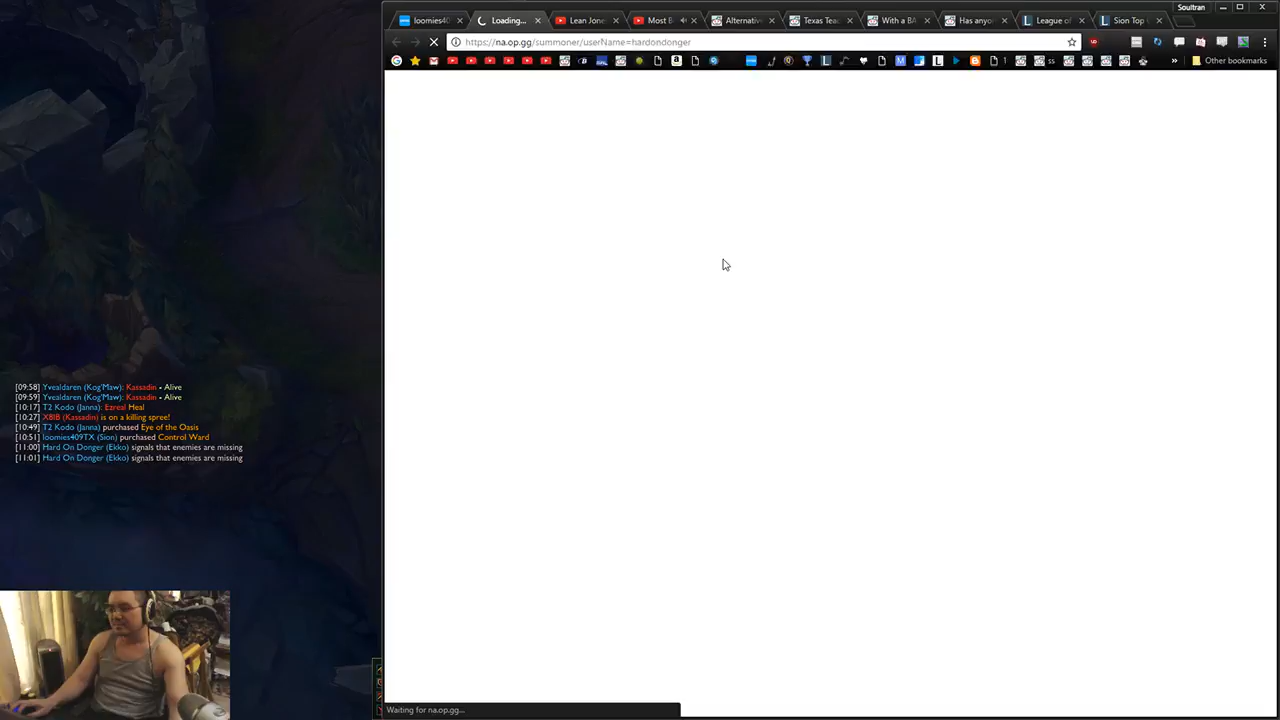 Soultran
loomies40
Loading...
Lean Jone
Most B
Alternativ
Texas Tea
With a BA
Has anyo
League of
Sion Top
https://na.op.gg/summoner/userName=hardondonger
1
ss
»
Other bookmarks
[09:58] Yvealdaren (Kog'Maw): Kassadin - Alive
[09:59] Yvealdaren (Kog'Maw): Kassadin - Alive
[10:17] T2 Kodo (Janna): Ezreal Heal
[10:27] X8IB (Kassadin) is on a killing spree!
[10:49] T2 Kodo (Janna) purchased Eye of the Oasis
[10:51] loomies409TX (Sion) purchased Control Ward
[11:00] Hard On Donger (Ekko) signals that enemies are missing
[11:01] Hard On Donger (Ekko) signals that enemies are missing
Waiting for na.op.gg...